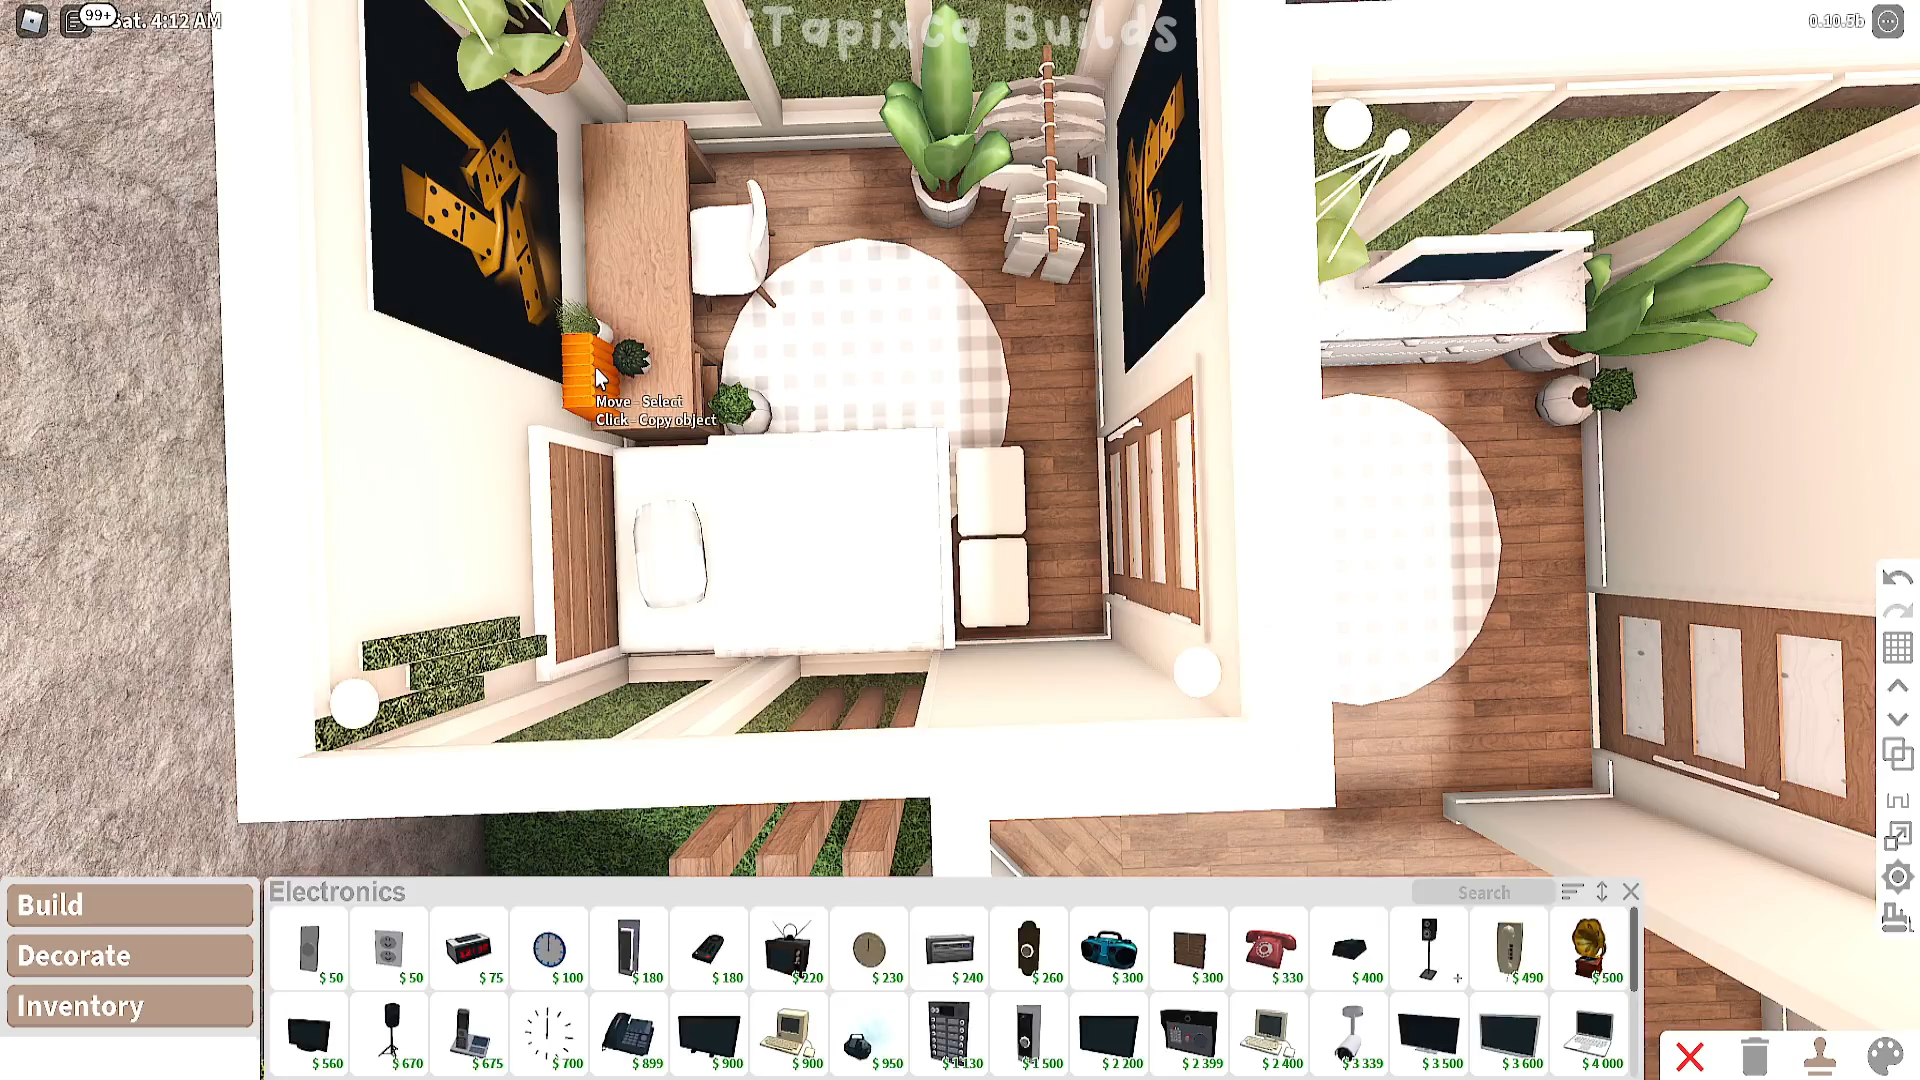 99+
Sat. 4:12 AM
iTapixca Builds
0.10.5b
Move - Select
Click - Copy object
Build
Decorate
Inventory
Electronics
Search
$ 50
$ 50
$ 75
$ 100
$ 180
$ 180
$ 220
$ 230
$ 240
$ 260
$ 300
$ 300
$ 330
$ 400
+
$ 490
$ 500
$ 560
$ 670
$ 675
$ 700
$ 899
$ 900
$ 900
$ 950
$ 1 130
$ 1 500
$ 2 200
$ 2 399
$ 2 400
$ 3 339
$ 3 500
$ 3 600
$ 4 000